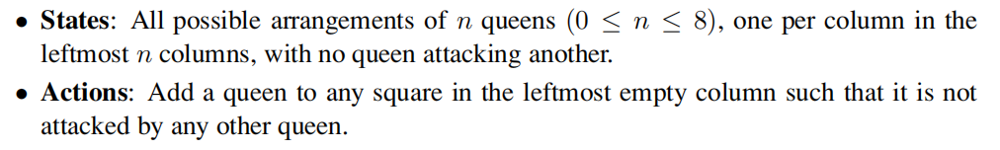 • States: All possible arrangements of n queens (0 ≤ n ≤ 8), one per column in the
leftmost n columns, with no queen attacking another.
• Actions: Add a queen to any square in the leftmost empty column such that it is not
attacked by any other queen.